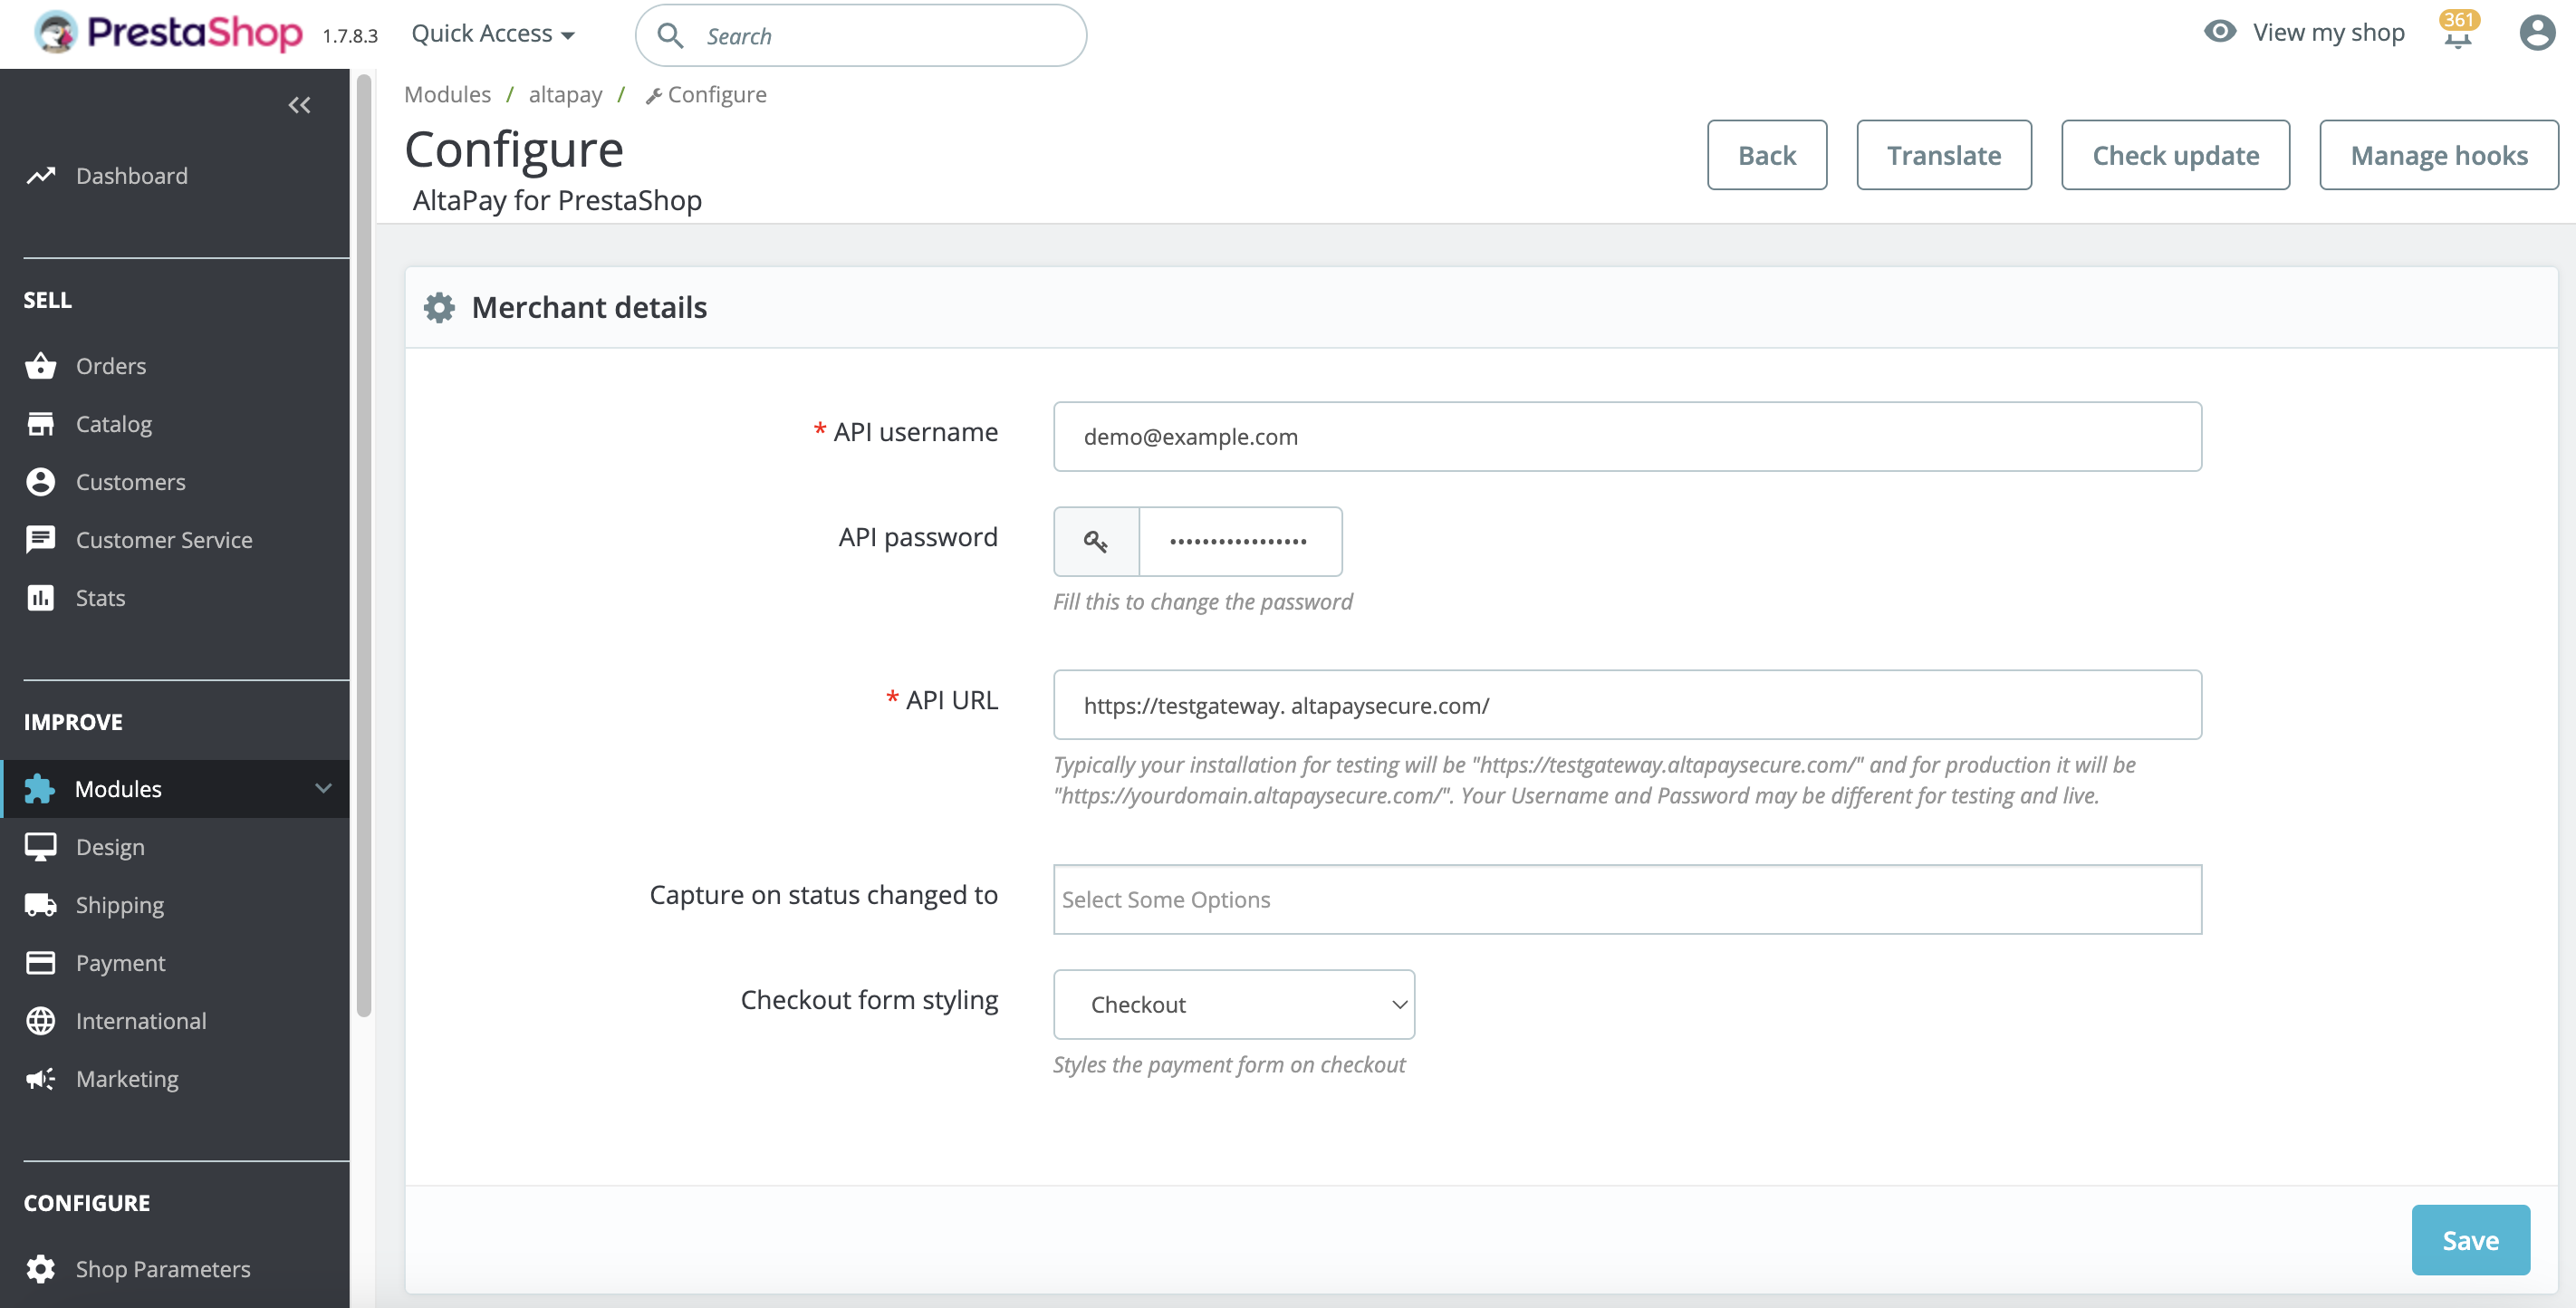 PrestaShop 1.7.8.3 Quick Access Search View my shop 361
Modules / altapay / Configure
Configure
AltaPay for PrestaShop
Back Translate Check update Manage hooks
Dashboard
SELL
Orders
Catalog
Customers
Customer Service
Stats
IMPROVE
Modules
Design
Shipping
Payment
International
Marketing
CONFIGURE
Shop Parameters
Merchant details
* API username demo@example.com
API password •••••••••••••••••
Fill this to change the password
* API URL https://testgateway. altapaysecure.com/
Typically your installation for testing will be "https://testgateway.altapaysecure.com/" and for production it will be
"https://yourdomain.altapaysecure.com/". Your Username and Password may be different for testing and live.
Capture on status changed to Select Some Options
Checkout form styling Checkout
Styles the payment form on checkout
Save